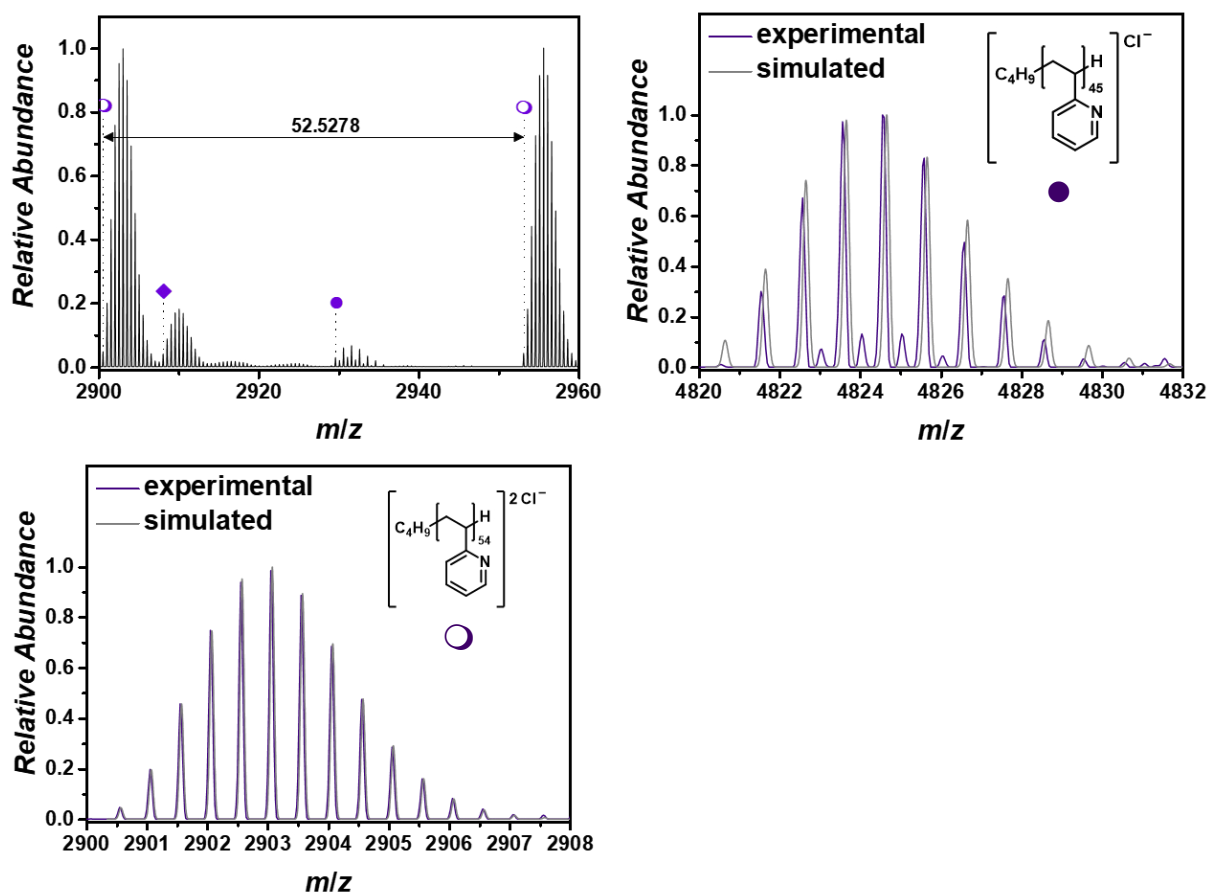 Relative Abundance
1.0
0.8
0.6
0.4
0.2
0.0
52.5278
2900 2920 2940 2960
m/z
Relative Abundance
1.0
0.8
0.6
0.4
0.2
0.0
experimental
simulated
C₄H₉ H 45 N Cl⁻
4820 4822 4824 4826 4828 4830 4832
m/z
Relative Abundance
1.0
0.8
0.6
0.4
0.2
0.0
experimental
simulated
C₄H₉ H 54 N 2 Cl⁻
2900 2901 2902 2903 2904 2905 2906 2907 2908
m/z